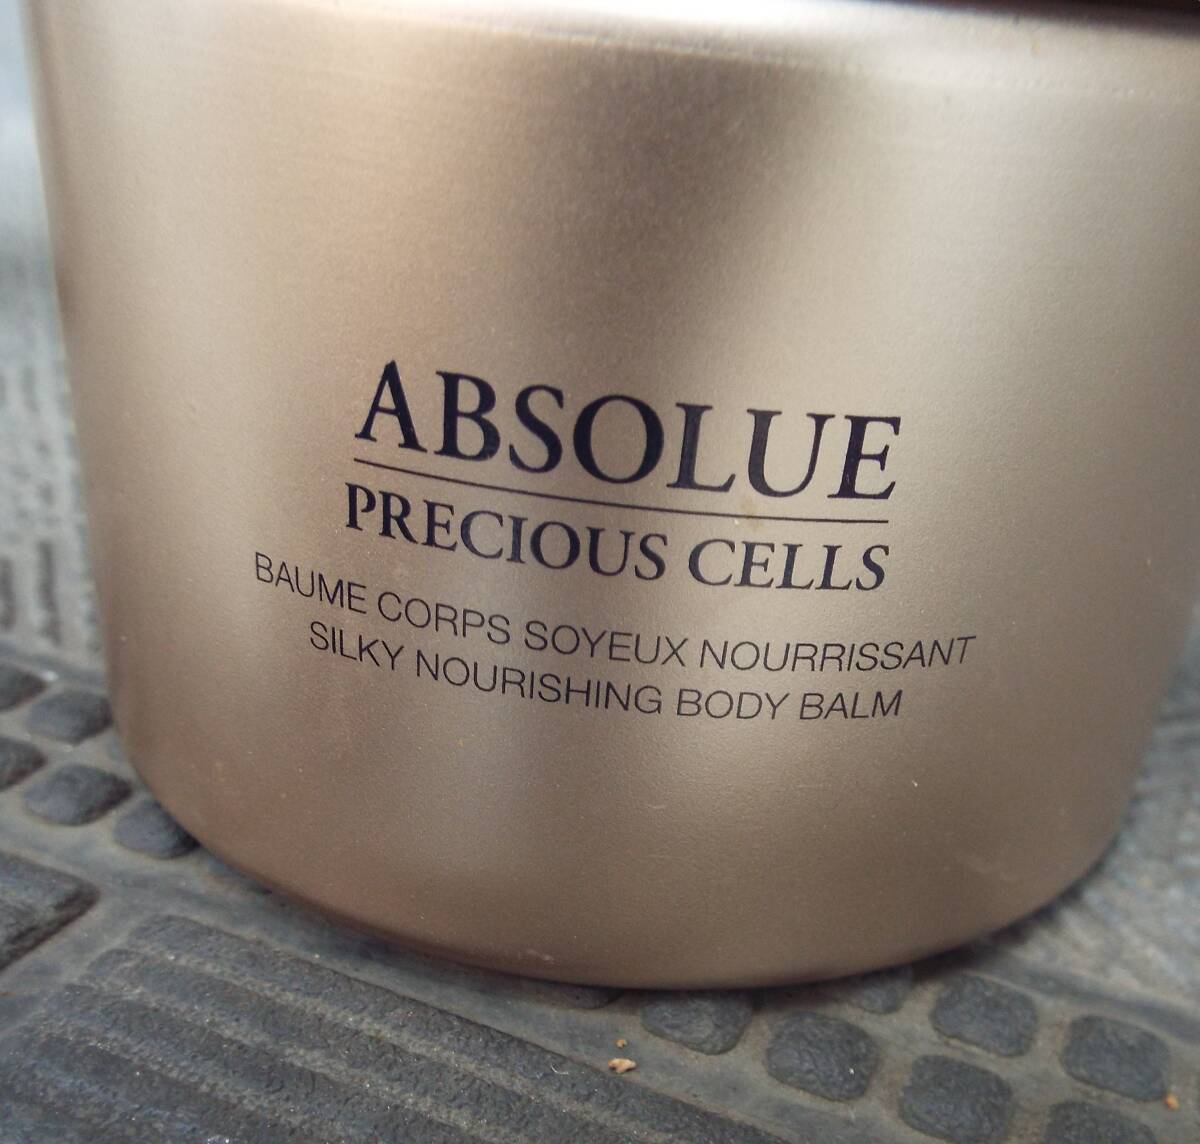 ABSOLUE
PRECIOUS CELLS
BAUME CORPS SOYEUX NOURRISSANT
SILKY NOURISHING BODY BALM